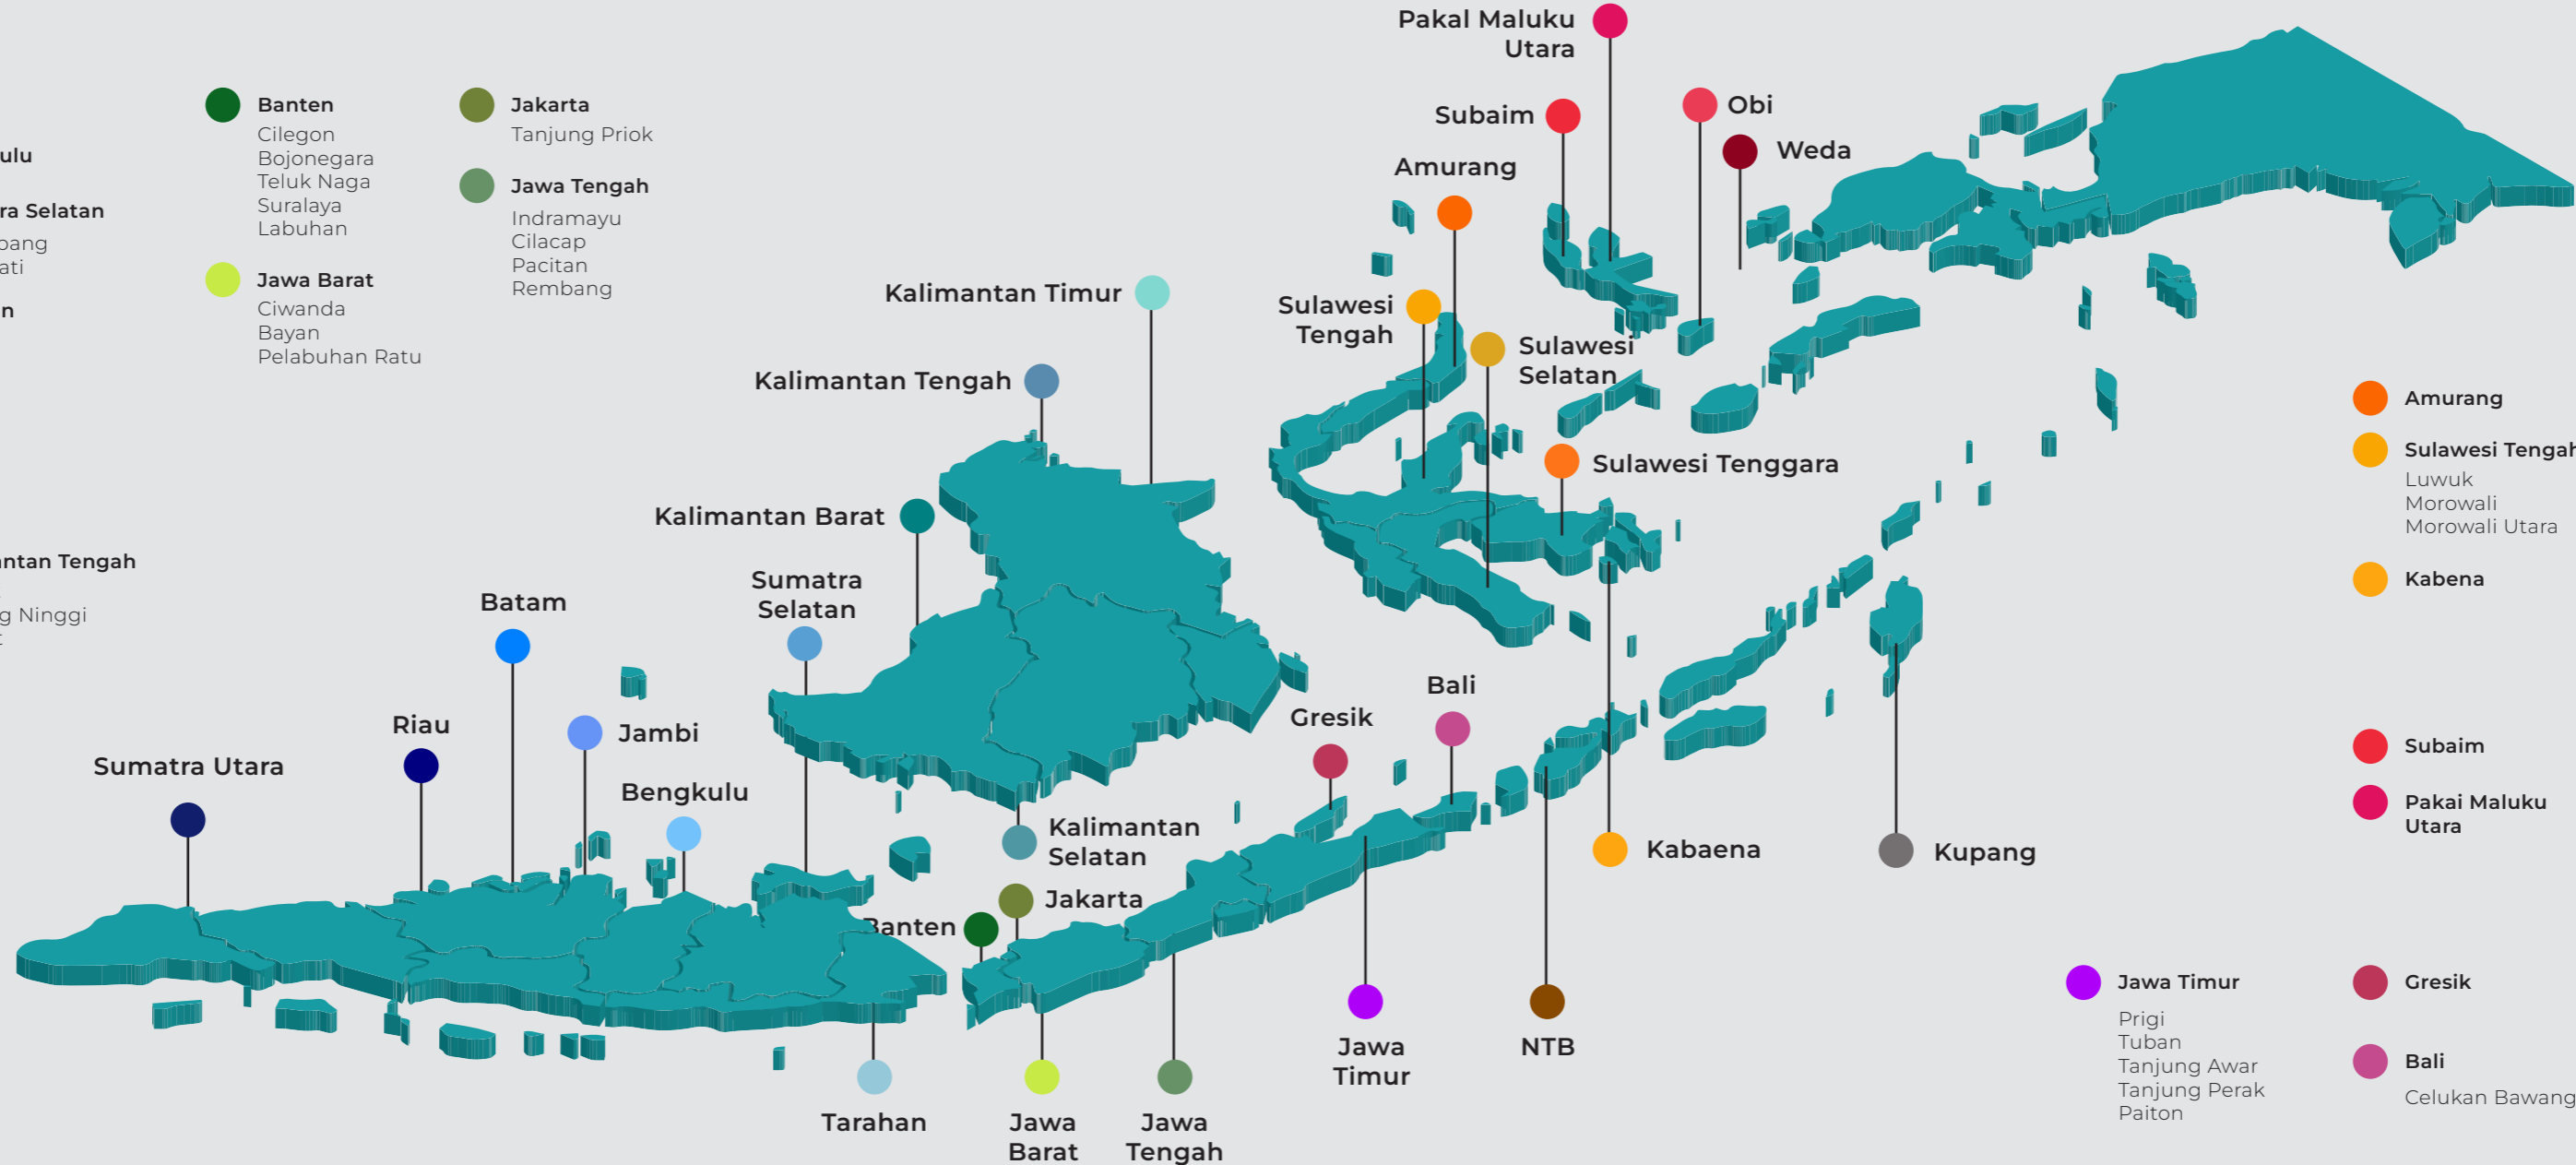 ulu
ra Selatan
bang
ati
n
Banten
Cilegon
Bojonegara
Teluk Naga
Suralaya
Labuhan
Jawa Barat
Ciwanda
Bayan
Pelabuhan Ratu
Jakarta
Tanjung Priok
Jawa Tengah
Indramayu
Cilacap
Pacitan
Rembang
antan Tengah
g Ninggi
Pakal Maluku
Utara
Subaim
Obi
Weda
Amurang
Kalimantan Timur
Sulawesi
Tengah
Sulawesi
Selatan
Kalimantan Tengah
Sulawesi Tenggara
Kalimantan Barat
Sumatra
Selatan
Batam
Bali
Gresik
Riau
Jambi
Sumatra Utara
Bengkulu
Kalimantan
Selatan
Kabaena
Kupang
Jakarta
Banten
Jawa
Timur
NTB
Tarahan
Jawa
Barat
Jawa
Tengah
Amurang
Sulawesi Tengah
Luwuk
Morowali
Morowali Utara
Kabena
Subaim
Pakai Maluku
Utara
Jawa Timur
Prigi
Tuban
Tanjung Awar
Tanjung Perak
Paiton
Gresik
Bali
Celukan Bawang